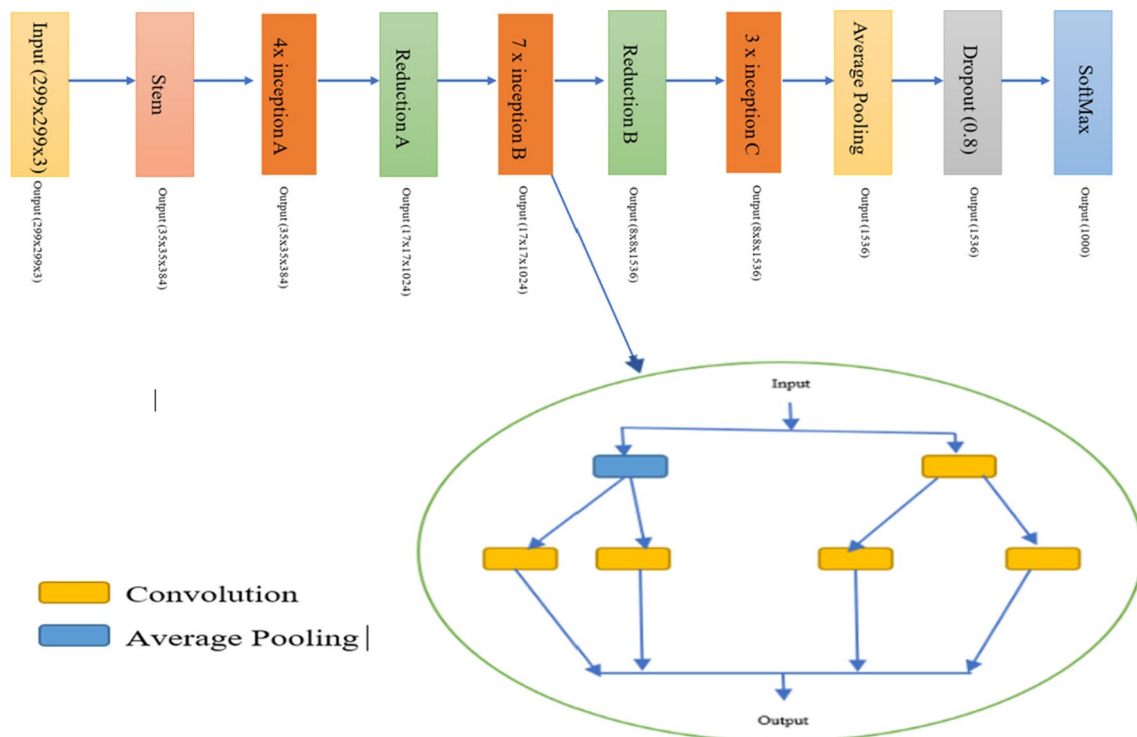 Input (299x299x3)
Stem
4x inception A
Reduction A
7 x inception B
Reduction B
3 x inception C
Average Pooling
Dropout (0.8)
SoftMax
Output (299x299x3)
Output (35x35x384)
Output (35x35x384)
Output (17x17x1024)
Output (17x17x1024)
Output (8x8x1536)
Output (8x8x1536)
Output (1536)
Output (1536)
Output (1000)
Input
Convolution
Average Pooling
Output